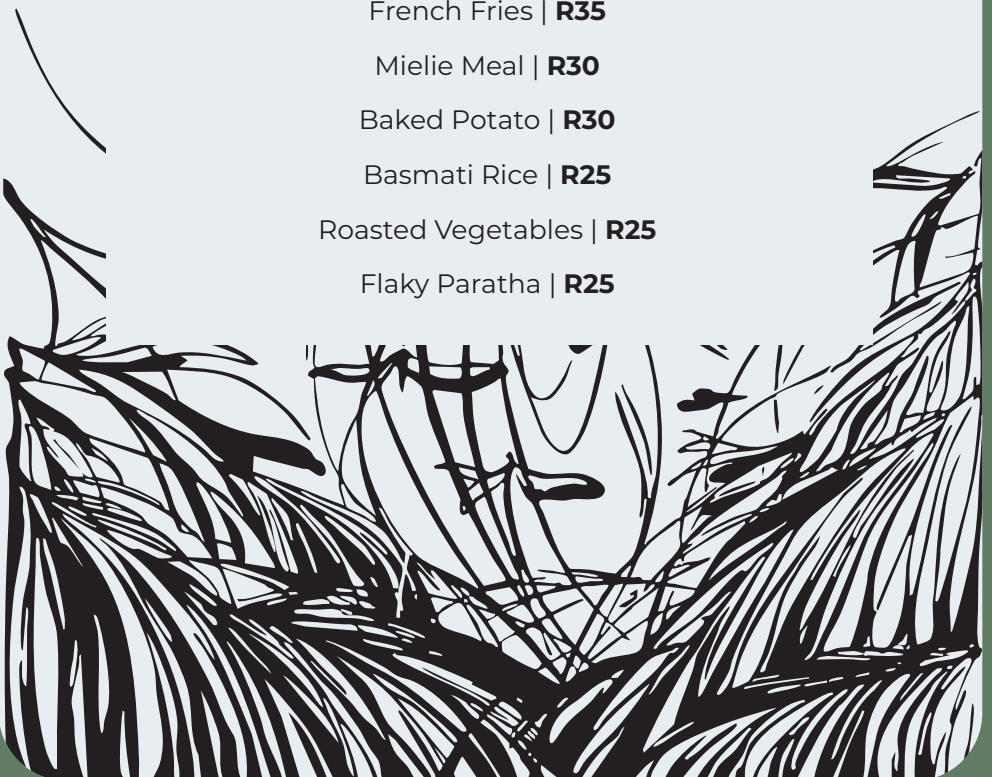 French Fries | R35
Mielie Meal | R30
Baked Potato | R30
Basmati Rice | R25
Roasted Vegetables | R25
Flaky Paratha | R25